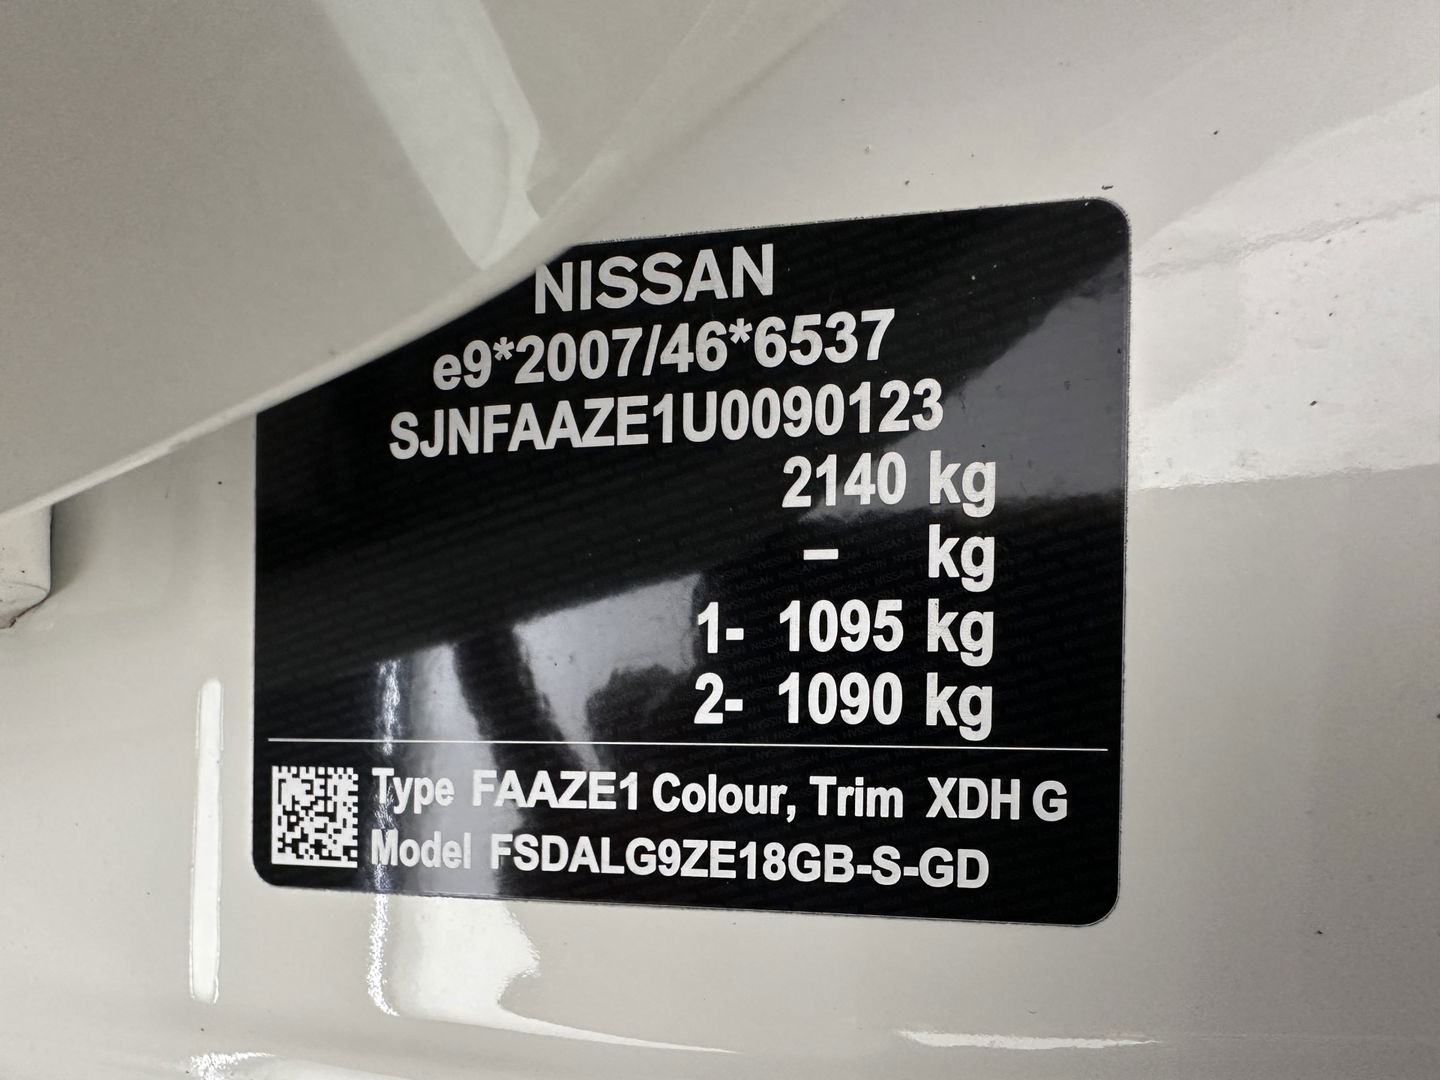 NISSAN
e9*2007/46*6537
SJNFAAZE1U0090123
2140 kg
– kg
1- 1095 kg
2- 1090 kg
Type FAAZE1 Colour, Trim XDH G
Model FSDALG9ZE18GB-S-GD